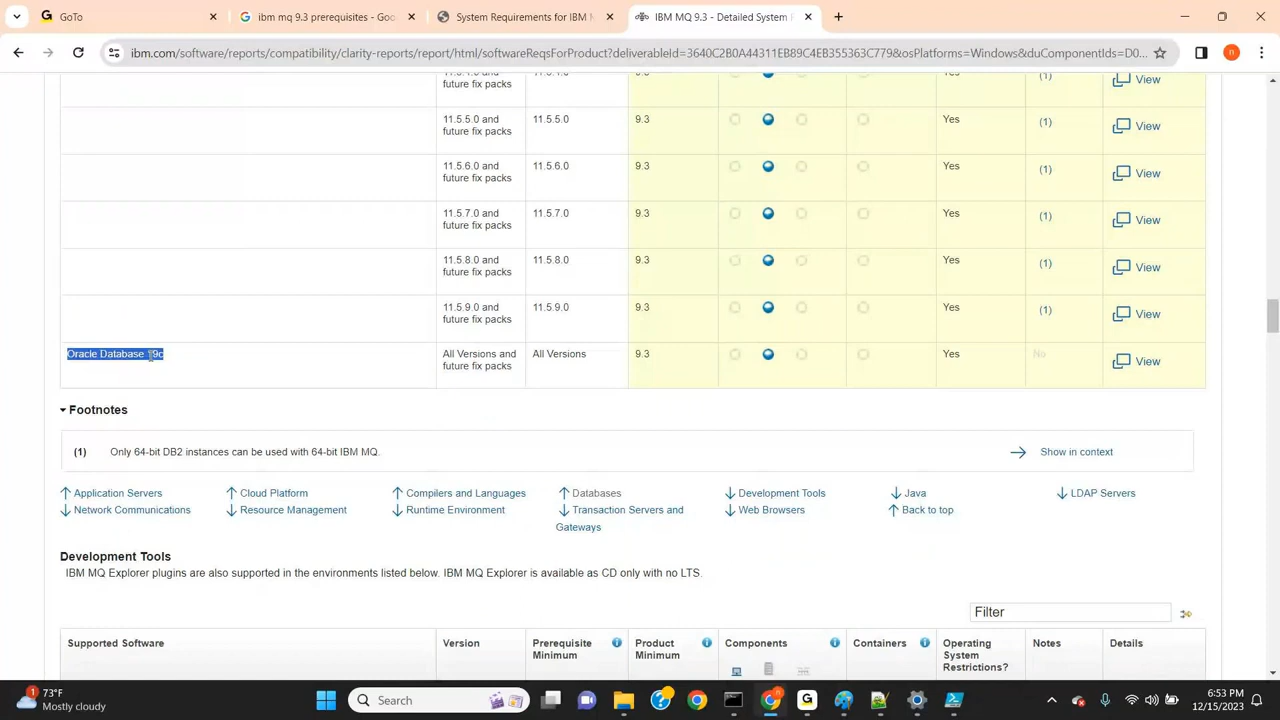 GoTo
ibm mq 9.3 prerequisites - Goo
System Requirements for IBM M
IBM MQ 9.3 - Detailed System R
ibm.com/software/reports/compatibility/clarity-reports/report/html/softwareReqsForProduct?deliverableId=3640C2B0A44311EB89C4EB355363C779&osPlatforms=Windows&duComponentIds=D0...
future fix packs
9.3
Yes
(1)
View
11.5.5.0 and
future fix packs
11.5.5.0
9.3
Yes
(1)
View
11.5.6.0 and
future fix packs
11.5.6.0
9.3
Yes
(1)
View
11.5.7.0 and
future fix packs
11.5.7.0
9.3
Yes
(1)
View
11.5.8.0 and
future fix packs
11.5.8.0
9.3
Yes
(1)
View
11.5.9.0 and
future fix packs
11.5.9.0
9.3
Yes
(1)
View
Oracle Database 19c
All Versions and
future fix packs
All Versions
9.3
Yes
No
View
Footnotes
(1) Only 64-bit DB2 instances can be used with 64-bit IBM MQ.
Show in context
Application Servers
Cloud Platform
Compilers and Languages
Databases
Development Tools
Java
LDAP Servers
Network Communications
Resource Management
Runtime Environment
Transaction Servers and
Gateways
Web Browsers
Back to top
Development Tools
IBM MQ Explorer plugins are also supported in the environments listed below. IBM MQ Explorer is available as CD only with no LTS.
Filter
Supported Software
Version
Prerequisite
Minimum
Product
Minimum
Components
Containers
Operating
System
Restrictions?
Notes
Details
1
73°F
Mostly cloudy
Search
6:53 PM
12/15/2023